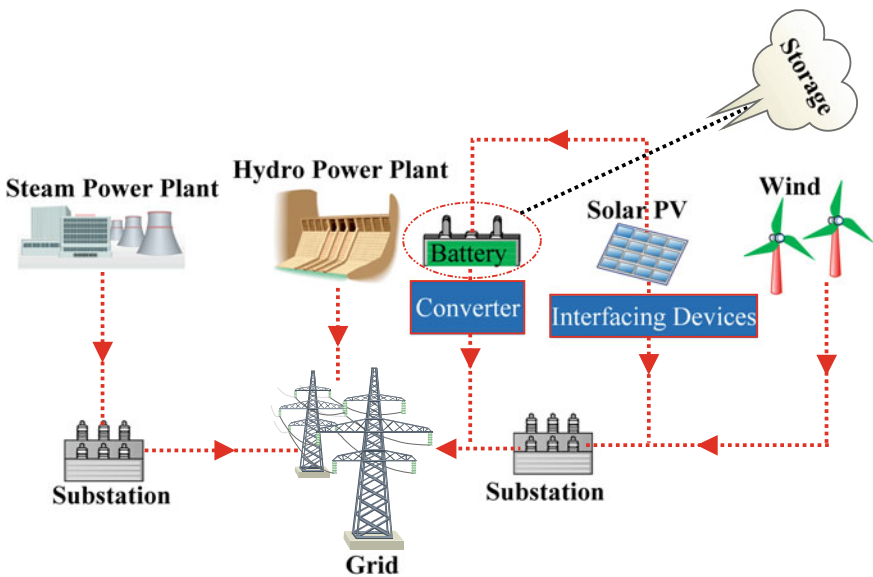 Storage
Steam Power Plant
Hydro Power Plant
Solar PV
Wind
Battery
Converter
Interfacing Devices
Substation
Substation
Grid